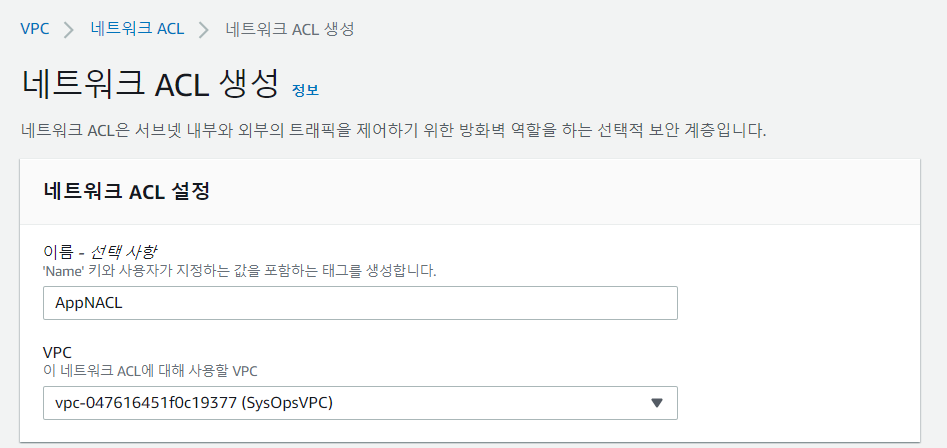 VPC > 네트워크 ACL > 네트워크 ACL 생성
네트워크 ACL 생성 정보
네트워크 ACL은 서브넷 내부와 외부의 트래픽을 제어하기 위한 방화벽 역할을 하는 선택적 보안 계층입니다.
네트워크 ACL 설정
이름 - 선택 사항
'Name' 키와 사용자가 지정하는 값을 포함하는 태그를 생성합니다.
AppNACL
VPC
이 네트워크 ACL에 대해 사용할 VPC
vpc-047616451f0c19377 (SysOpsVPC)